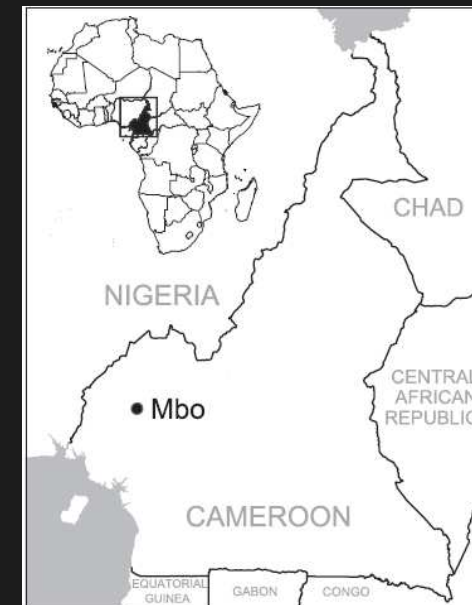 CHAD
NIGERIA
CENTRAL
AFRICAN
REPUBLIC
Mbo
CAMEROON
EQUATORIAL
GUINEA
GABON
CONGO